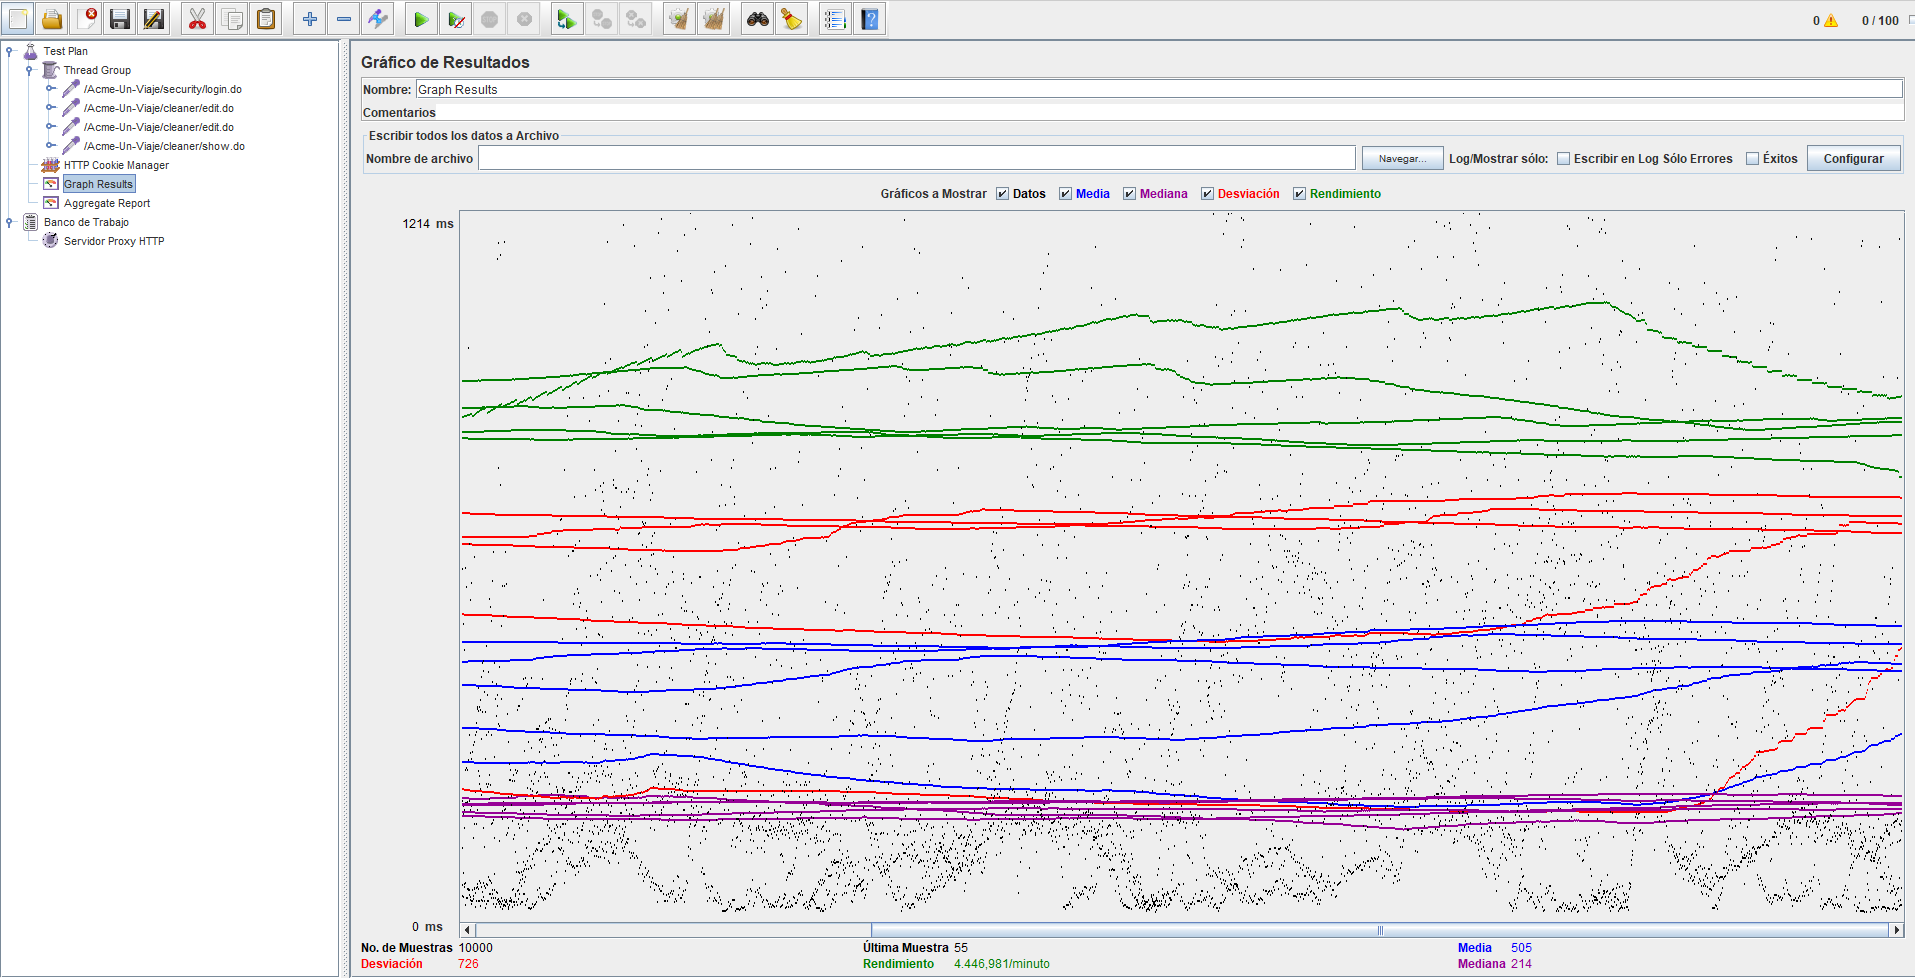 0
0 / 100
Test Plan
Thread Group
/Acme-Un-Viaje/security/login.do
/Acme-Un-Viaje/cleaner/edit.do
/Acme-Un-Viaje/cleaner/edit.do
/Acme-Un-Viaje/cleaner/show.do
HTTP Cookie Manager
Graph Results
Aggregate Report
Banco de Trabajo
Servidor Proxy HTTP
Gráfico de Resultados
Nombre: Graph Results
Comentarios
Escribir todos los datos a Archivo
Nombre de archivo Navegar... Log/Mostrar sólo: Escribir en Log Sólo Errores Éxitos Configurar
Gráficos a Mostrar Datos Media Mediana Desviación Rendimiento
1214 ms
0 ms
No. de Muestras 10000 Última Muestra 55 Media 505
Desviación 726 Rendimiento 4.446,981/minuto Mediana 214